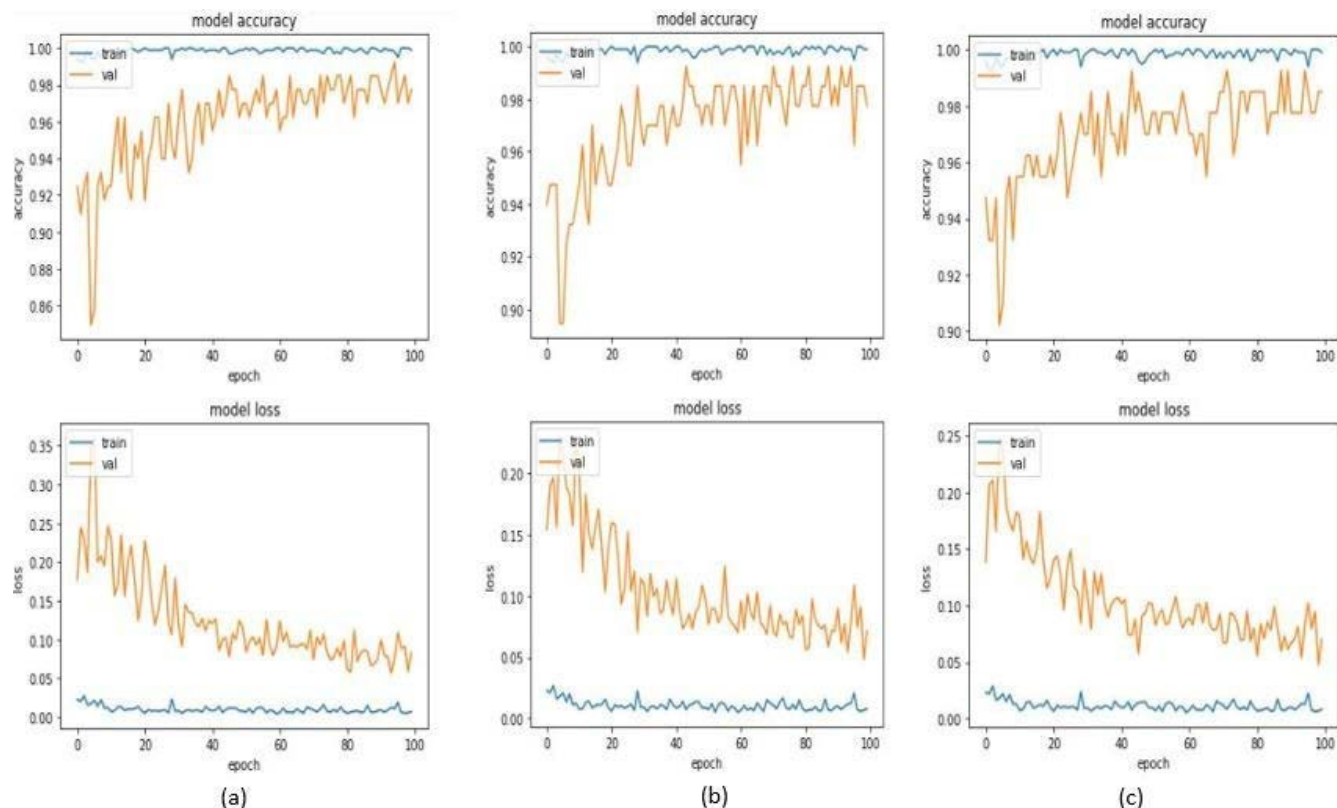 model accuracy
1.00
0.98
0.96
0.94
0.92
0.90
0.88
0.86
accuracy
train
val
0
20
40
60
80
100
epoch
model accuracy
1.00
0.98
0.96
0.94
0.92
0.90
accuracy
train
val
0
20
40
60
80
100
epoch
model accuracy
1.00
0.98
0.96
0.94
0.92
0.90
accuracy
train
val
0
20
40
60
80
100
epoch
model loss
0.35
0.30
0.25
0.20
0.15
0.10
0.05
0.00
loss
train
val
0
20
40
60
80
100
epoch
(a)
model loss
0.20
0.15
0.10
0.05
0.00
loss
train
val
0
20
40
60
80
100
epoch
(b)
model loss
0.25
0.20
0.15
0.10
0.05
0.00
loss
train
val
0
20
40
60
80
100
epoch
(c)